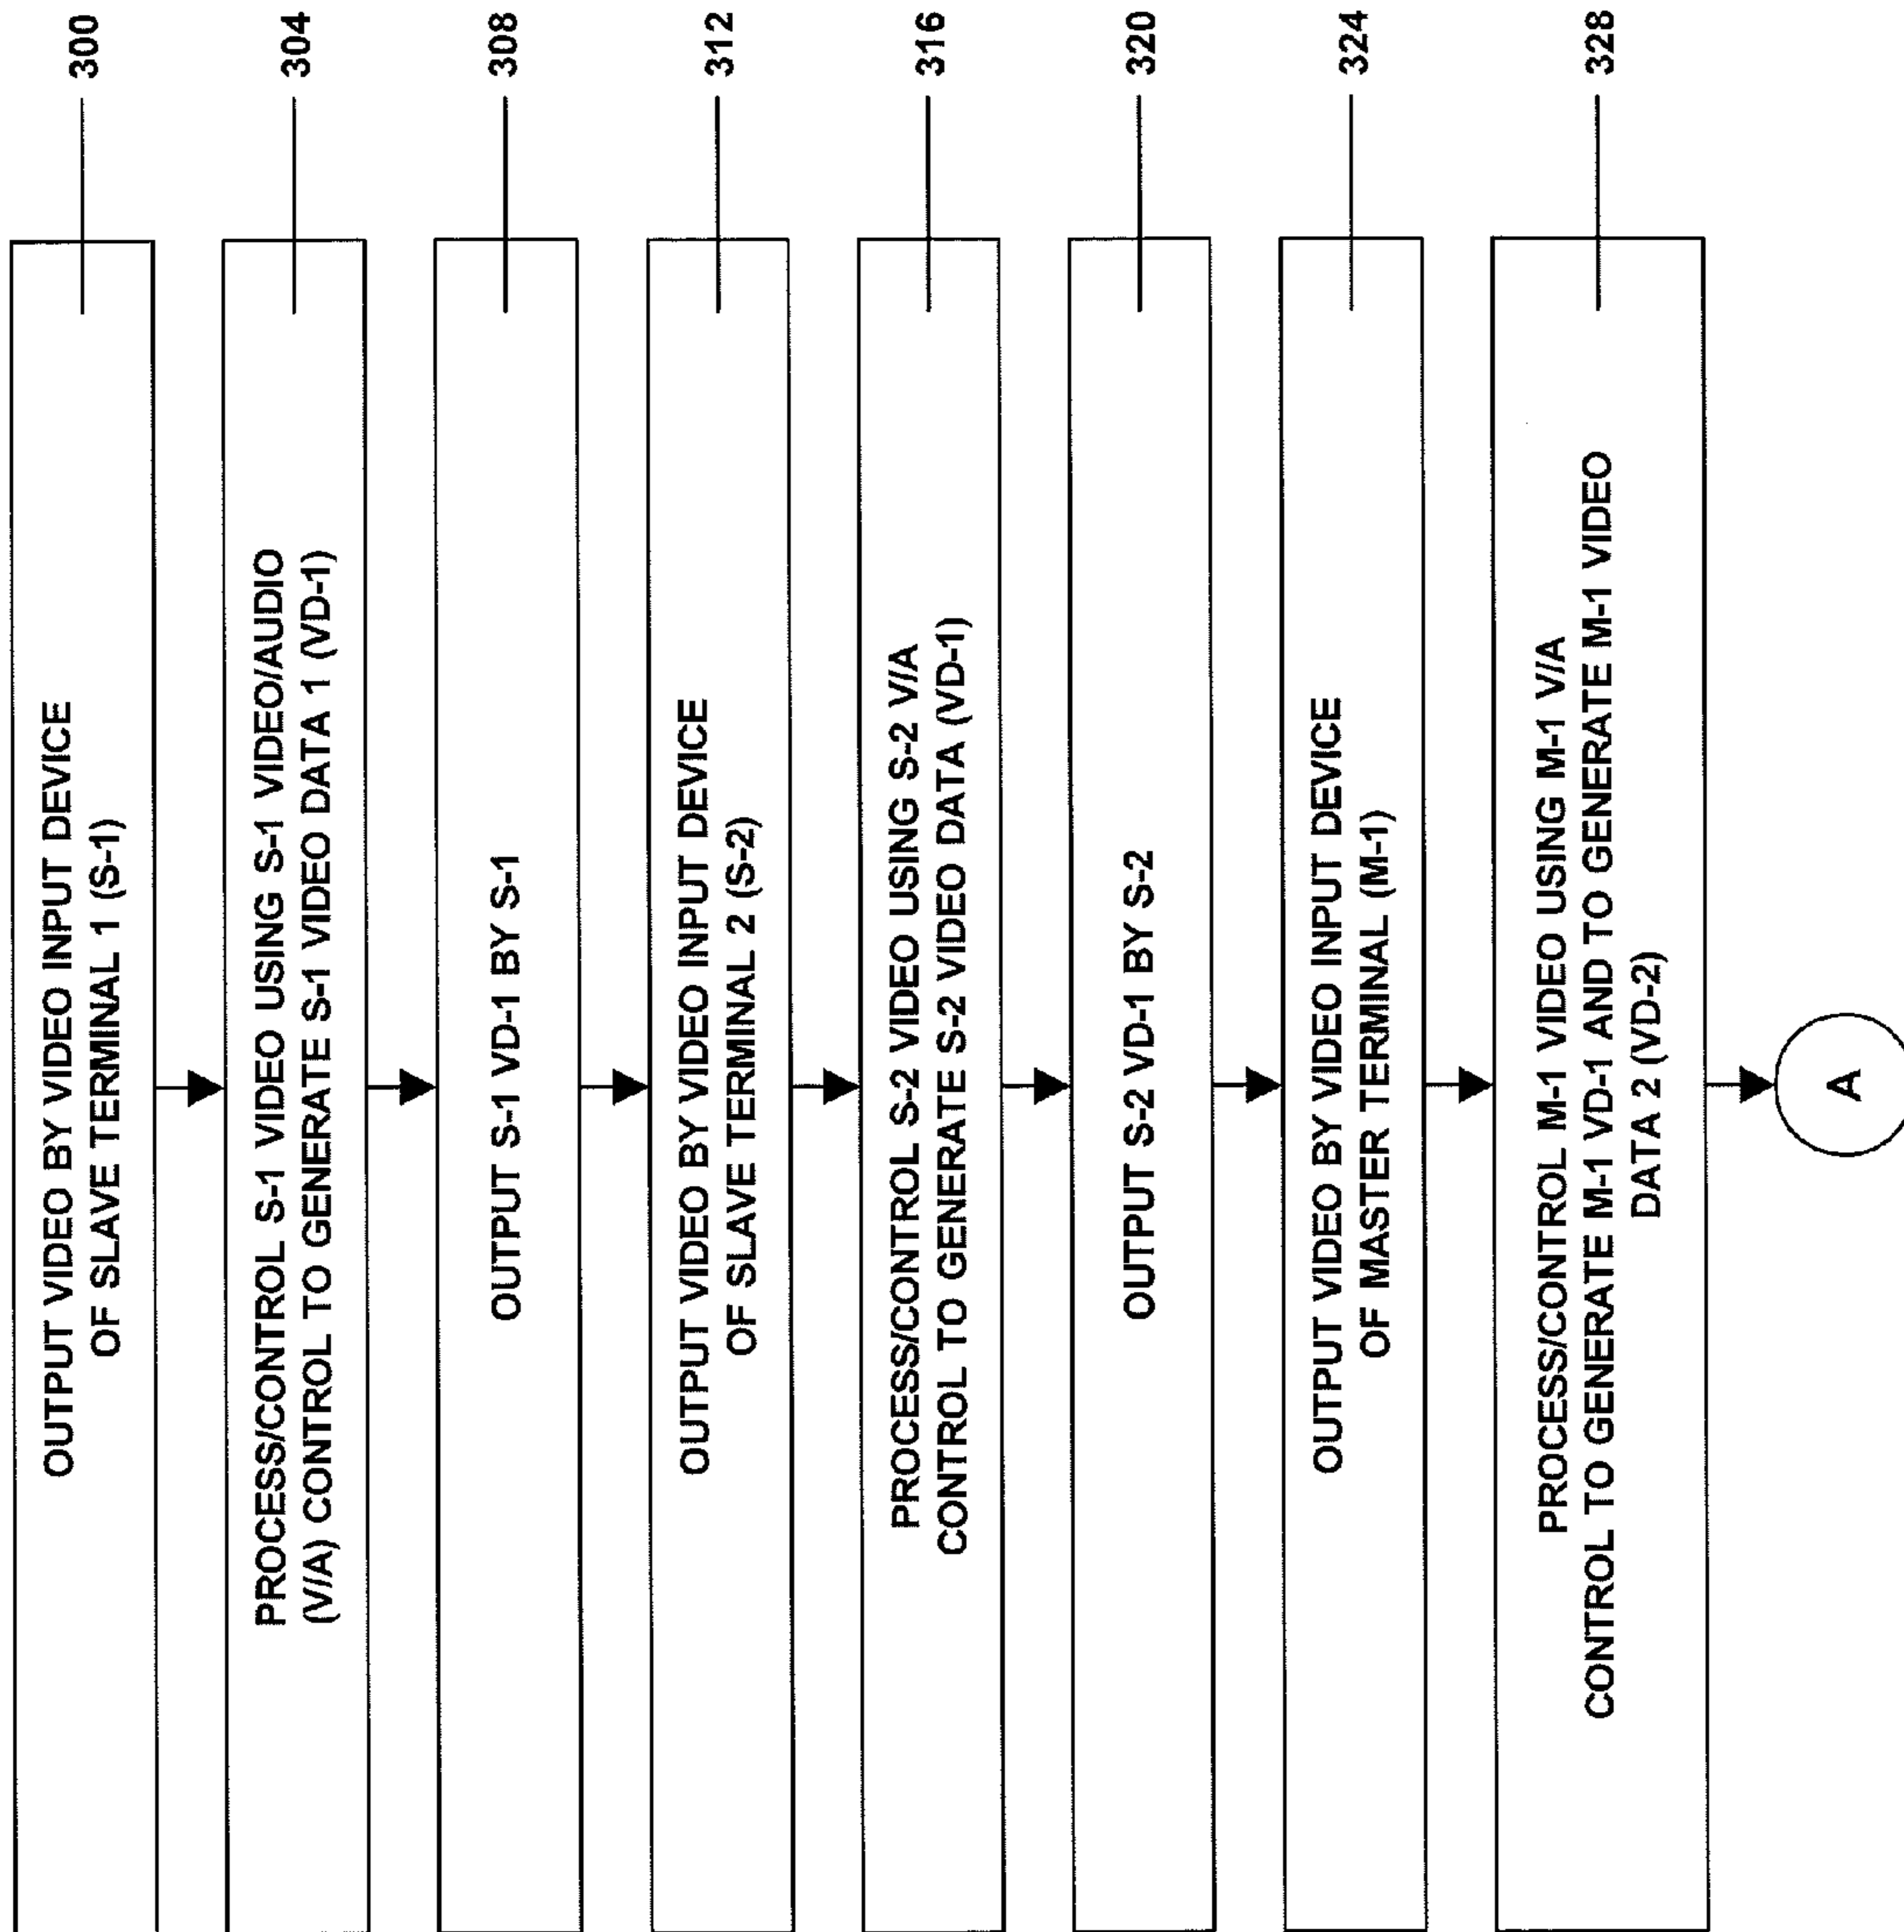 OUTPUT VIDEO BY VIDEO INPUT DEVICE
OF SLAVE TERMINAL 1 (S-1)
300
PROCESS/CONTROL S-1 VIDEO USING S-1 VIDEO/AUDIO
(V/A) CONTROL TO GENERATE S-1 VIDEO DATA 1 (VD-1)
304
OUTPUT S-1 VD-1 BY S-1
308
OUTPUT VIDEO BY VIDEO INPUT DEVICE
OF SLAVE TERMINAL 2 (S-2)
312
PROCESS/CONTROL S-2 VIDEO USING S-2 V/A
CONTROL TO GENERATE S-2 VIDEO DATA (VD-1)
316
OUTPUT S-2 VD-1 BY S-2
320
OUTPUT VIDEO BY VIDEO INPUT DEVICE
OF MASTER TERMINAL (M-1)
324
PROCESS/CONTROL M-1 VIDEO USING M-1 V/A
CONTROL TO GENERATE M-1 VD-1 AND TO GENERATE M-1 VIDEO
DATA 2 (VD-2)
328
A